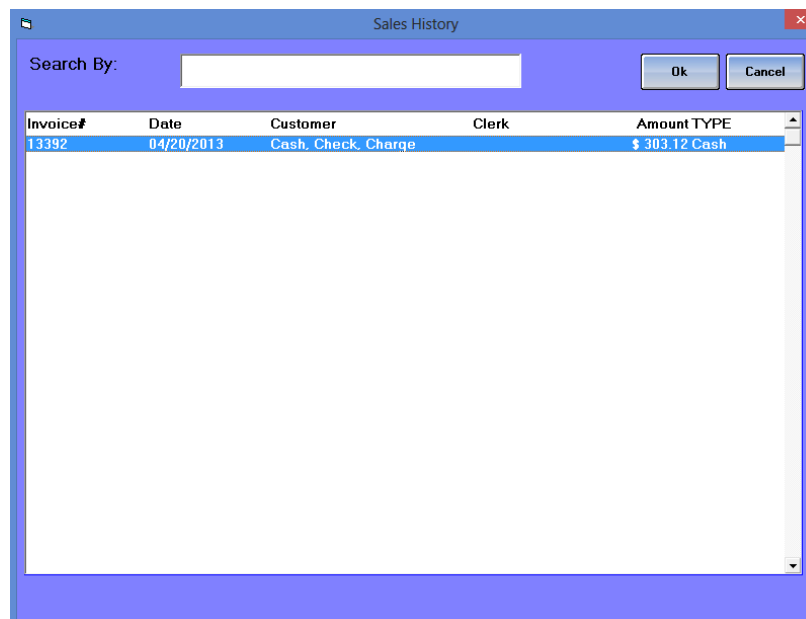 Sales History
Search By:
Ok
Cancel
Invoice# Date Customer Clerk Amount TYPE
13392 04/20/2013 Cash, Check, Charge $ 303.12 Cash